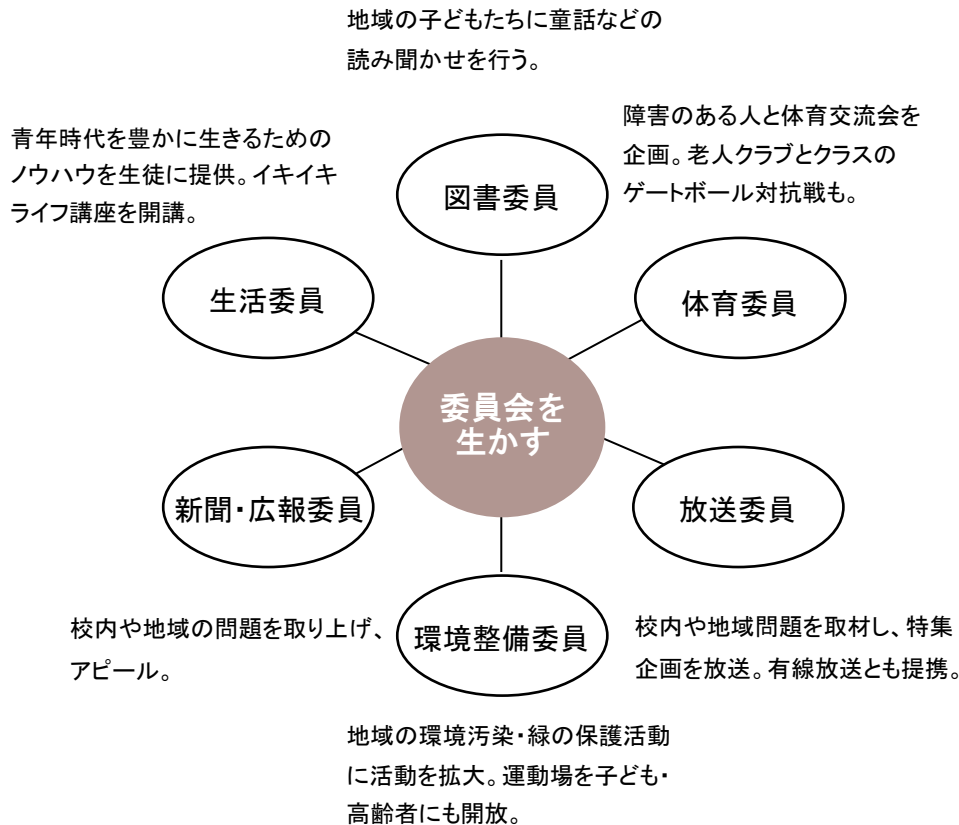 地域の子どもたちに童話などの
読み聞かせを行う。
図書委員
障害のある人と体育交流会を
企画。老人クラブとクラスの
ゲートボール対抗戦も。
体育委員
青年時代を豊かに生きるための
ノウハウを生徒に提供。イキイキ
ライフ講座を開講。
生活委員
委員会を
生かす
新聞・広報委員
校内や地域の問題を取り上げ、
アピール。
放送委員
校内や地域問題を取材し、特集
企画を放送。有線放送とも提携。
環境整備委員
地域の環境汚染・緑の保護活動
に活動を拡大。運動場を子ども・
高齢者にも開放。